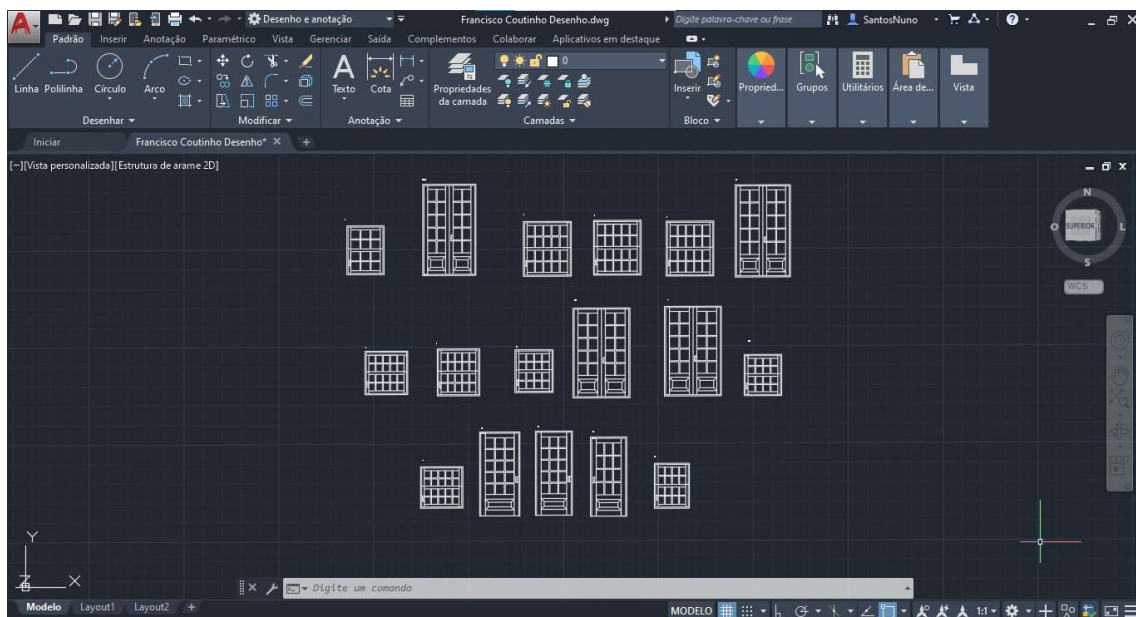 A
Desenho e anotação
Francisco Coutinho Desenho.dwg
Digite palavra-chave ou frase
SantosNuno
Padrão Inserir Anotação Paramétrico Vista Gerenciar Saída Complementos Colaborar Aplicativos em destaque
0
Linha Polilinha Círculo Arco
Texto Cota
Propriedades da camada
Inserir Propried... Grupos Utilitários Área de... Vista
Desenhar Modificar Anotação Camadas Bloco
Iniciar Francisco Coutinho Desenho* +
[−][Vista personalizada][Estrutura de arame 2D]
N
O SUPERIOR L
S
WCS
Y
Z X
Digite um comando
Modelo Layout1 Layout2 + MODELO 1:1